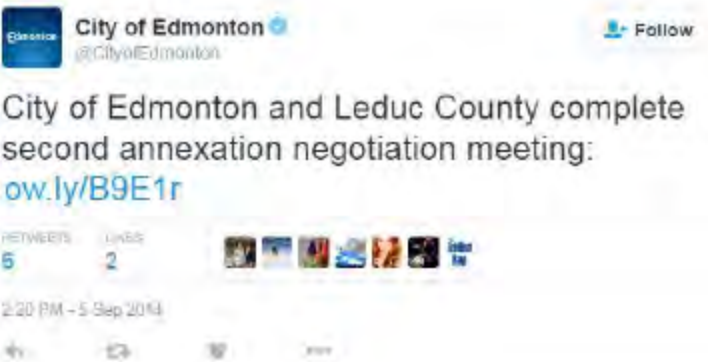 Edmonton
City of Edmonton
@CityofEdmonton
Follow
City of Edmonton and Leduc County complete
second annexation negotiation meeting:
ow.ly/B9E1r
RETWEETS LIKES
5 2
2:20 PM - 5 Sep 2014